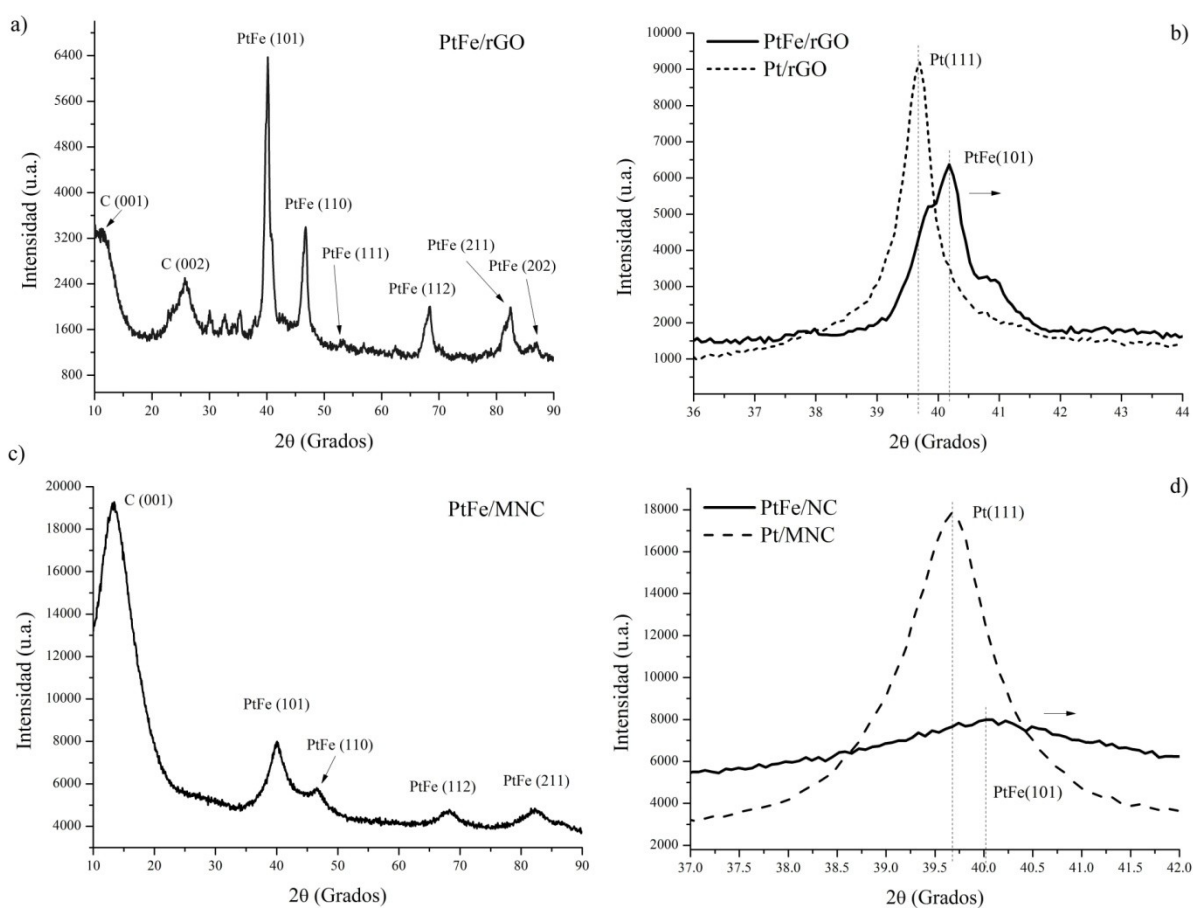 a)
PtFe/rGO
PtFe (101)
C (001)
C (002)
PtFe (110)
PtFe (111)
PtFe (112)
PtFe (211)
PtFe (202)
Intensidad (u.a.)
6400
5600
4800
4000
3200
2400
1600
800
10 20 30 40 50 60 70 80 90
2θ (Grados)
b)
PtFe/rGO
Pt/rGO
Pt(111)
PtFe(101)
Intensidad (u.a.)
10000
9000
8000
7000
6000
5000
4000
3000
2000
1000
36 37 38 39 40 41 42 43 44
2θ (Grados)
c)
PtFe/MNC
C (001)
PtFe (101)
PtFe (110)
PtFe (112)
PtFe (211)
Intensidad (u.a.)
20000
18000
16000
14000
12000
10000
8000
6000
4000
10 20 30 40 50 60 70 80 90
2θ (Grados)
d)
PtFe/NC
Pt/MNC
Pt(111)
PtFe(101)
Intensidad (u.a.)
18000
16000
14000
12000
10000
8000
6000
4000
2000
37.0 37.5 38.0 38.5 39.0 39.5 40.0 40.5 41.0 41.5 42.0
2θ (Grados)